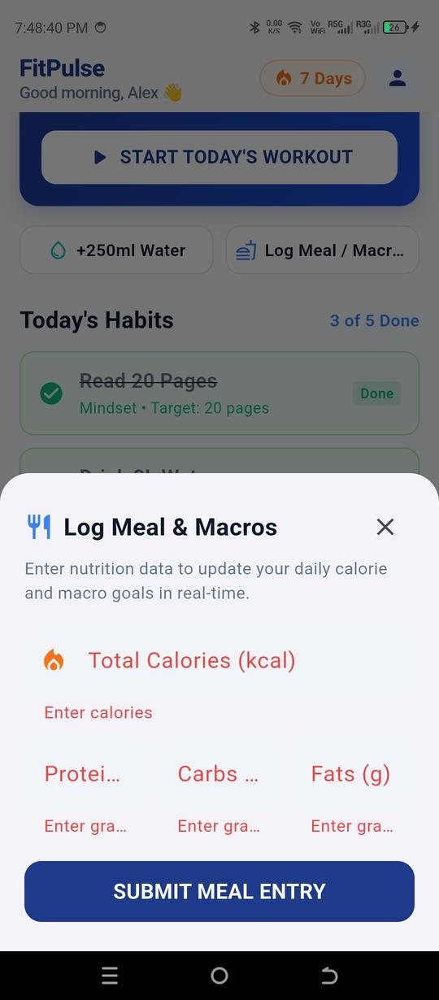 7:48:40 PM
0.00 K/S
Vo WiFi
R5G
R3G
26
FitPulse
Good morning, Alex 👋
7 Days
START TODAY'S WORKOUT
+250ml Water
Log Meal / Macr...
Today's Habits
3 of 5 Done
Read 20 Pages
Mindset • Target: 20 pages
Done
Log Meal & Macros
Enter nutrition data to update your daily calorie
and macro goals in real-time.
Total Calories (kcal)
Enter calories
Protei...
Carbs ...
Fats (g)
Enter gra...
Enter gra...
Enter gra...
SUBMIT MEAL ENTRY